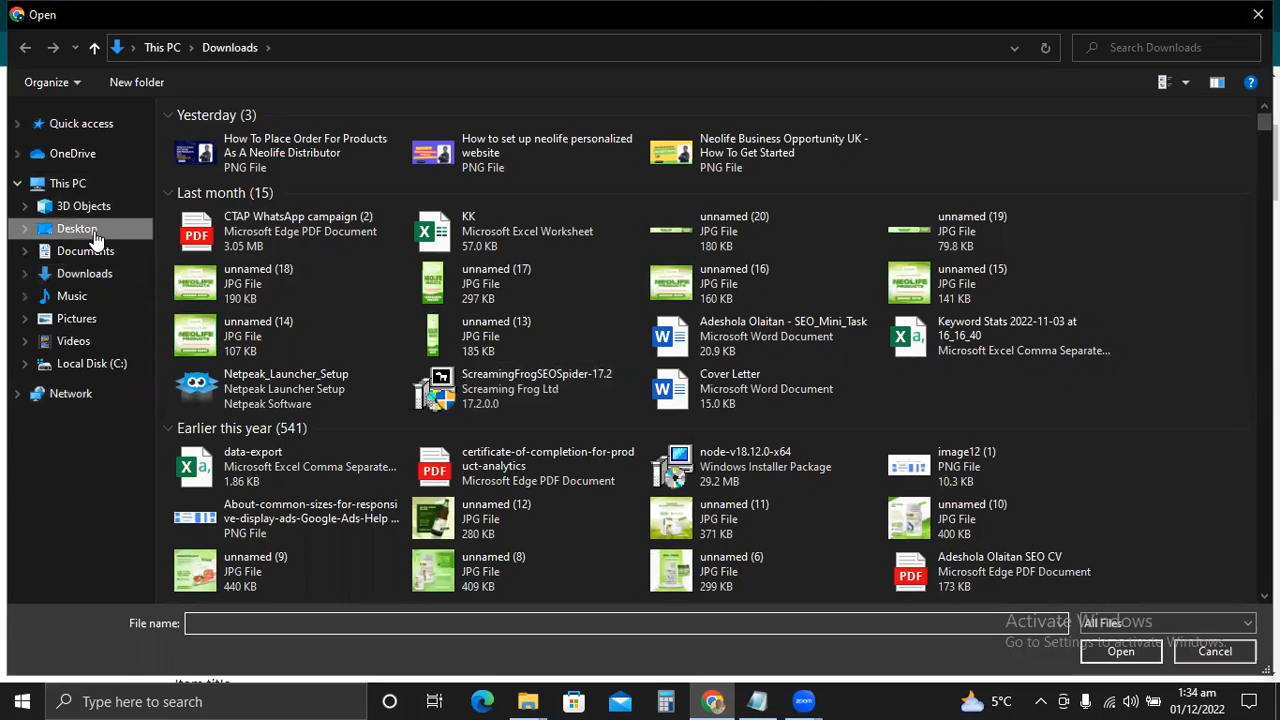 Open
This PC
Downloads
Search Downloads
Organize
New folder
Quick access
OneDrive
This PC
3D Objects
Desktop
Documents
Downloads
Music
Pictures
Videos
Local Disk (C:)
Network
Yesterday (3)
How To Place Order For Products
As A Neolife Distributor
PNG File
How to set up neolife personalized
website
PNG File
Neolife Business Opportunity UK -
How To Get Started
PNG File
Last month (15)
CTAP WhatsApp campaign (2)
Microsoft Edge PDF Document
3.05 MB
KK
Microsoft Excel Worksheet
57.0 KB
unnamed (20)
JPG File
180 KB
unnamed (19)
JPG File
79.8 KB
unnamed (18)
JPG File
190 KB
unnamed (17)
JPG File
297 KB
unnamed (16)
JPG File
160 KB
unnamed (15)
JPG File
141 KB
unnamed (14)
JPG File
107 KB
unnamed (13)
JPG File
185 KB
Adeshola Olaitan - SEO_Mini_Task
Microsoft Word Document
20.9 KB
Keyword Stats 2022-11-03 at
16_16_40
Microsoft Excel Comma Separate...
Netpeak_Launcher_Setup
Netpeak Launcher Setup
Netpeak Software
ScreamingFrogSEOSpider-17.2
Screaming Frog Ltd
17.2.0.0
Cover Letter
Microsoft Word Document
15.0 KB
Earlier this year (541)
data-export
Microsoft Excel Comma Separate...
1.86 KB
certificate-of-completion-for-prod
uct-analytics
Microsoft Edge PDF Document
node-v18.12.0-x64
Windows Installer Package
29.2 MB
image12 (1)
PNG File
10.3 KB
About-common-sizes-for-responsi
ve-display-ads-Google-Ads-Help ...
PNG File
unnamed (12)
JPG File
280 KB
unnamed (11)
JPG File
371 KB
unnamed (10)
JPG File
400 KB
unnamed (9)
JPG File
440 KB
unnamed (8)
JPG File
409 KB
unnamed (6)
JPG File
299 KB
Adeshola Olaitan SEO CV
Microsoft Edge PDF Document
173 KB
File name:
All Files
Activate Windows
Go to Settings to activate Windows.
Open
Cancel
Type here to search
5°C
1:34 am
01/12/2022